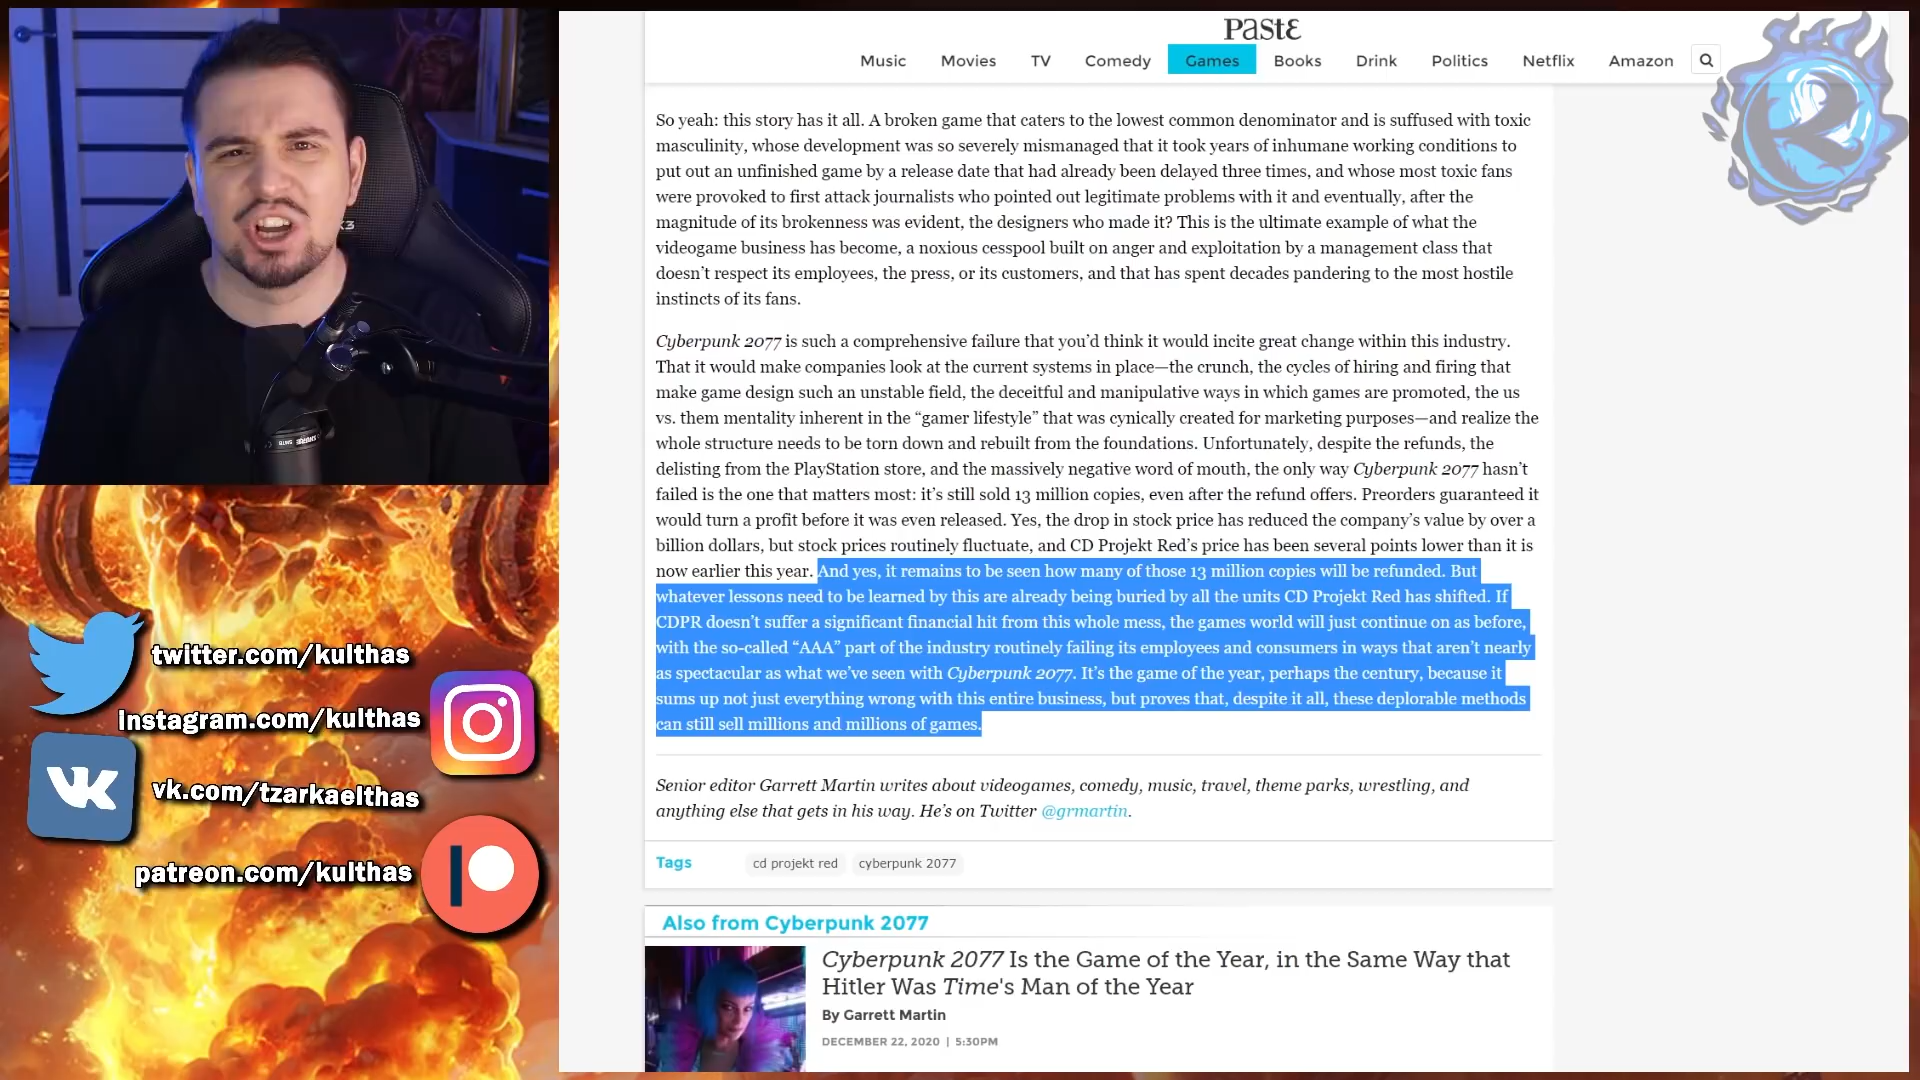 Paste
Music Movies TV Comedy Games Books Drink Politics Netflix Amazon
So yeah: this story has it all. A broken game that caters to the lowest common denominator and is suffused with toxic
masculinity, whose development was so severely mismanaged that it took years of inhumane working conditions to
put out an unfinished game by a release date that had already been delayed three times, and whose most toxic fans
were provoked to first attack journalists who pointed out legitimate problems with it and eventually, after the
magnitude of its brokenness was evident, the designers who made it? This is the ultimate example of what the
videogame business has become, a noxious cesspool built on anger and exploitation by a management class that
doesn’t respect its employees, the press, or its customers, and that has spent decades pandering to the most hostile
instincts of its fans.
Cyberpunk 2077 is such a comprehensive failure that you’d think it would incite great change within this industry.
That it would make companies look at the current systems in place—the crunch, the cycles of hiring and firing that
make game design such an unstable field, the deceitful and manipulative ways in which games are promoted, the us
vs. them mentality inherent in the “gamer lifestyle” that was cynically created for marketing purposes—and realize the
whole structure needs to be torn down and rebuilt from the foundations. Unfortunately, despite the refunds, the
delisting from the PlayStation store, and the massively negative word of mouth, the only way Cyberpunk 2077 hasn’t
failed is the one that matters most: it’s still sold 13 million copies, even after the refund offers. Preorders guaranteed it
would turn a profit before it was even released. Yes, the drop in stock price has reduced the company’s value by over a
billion dollars, but stock prices routinely fluctuate, and CD Projekt Red’s price has been several points lower than it is
now earlier this year. And yes, it remains to be seen how many of those 13 million copies will be refunded. But
whatever lessons need to be learned by this are already being buried by all the units CD Projekt Red has shifted. If
CDPR doesn’t suffer a significant financial hit from this whole mess, the games world will just continue on as before,
with the so-called “AAA” part of the industry routinely failing its employees and consumers in ways that aren’t nearly
as spectacular as what we’ve seen with Cyberpunk 2077. It’s the game of the year, perhaps the century, because it
sums up not just everything wrong with this entire business, but proves that, despite it all, these deplorable methods
can still sell millions and millions of games.
Senior editor Garrett Martin writes about videogames, comedy, music, travel, theme parks, wrestling, and
anything else that gets in his way. He’s on Twitter @grmartin.
Tags cd projekt red cyberpunk 2077
Also from Cyberpunk 2077
Cyberpunk 2077 Is the Game of the Year, in the Same Way that
Hitler Was Time's Man of the Year
By Garrett Martin
DECEMBER 22, 2020 | 5:30PM
twitter.com/kulthas
instagram.com/kulthas
vk.com/tzarkaelthas
patreon.com/kulthas